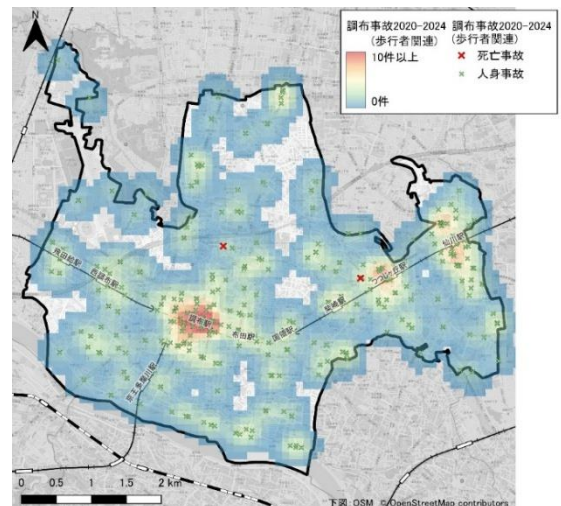 N
調布事故2020-2024
(歩行者関連)
10件以上
0件
調布事故2020-2024
(歩行者関連)
死亡事故
人身事故
飛田給駅
西調布駅
調布駅
布田駅
国領駅
柴崎駅
つつじヶ丘駅
仙川駅
京王多摩川駅
0 0.5 1 1.5 2 km
下図:OSM © OpenStreetMap contributors